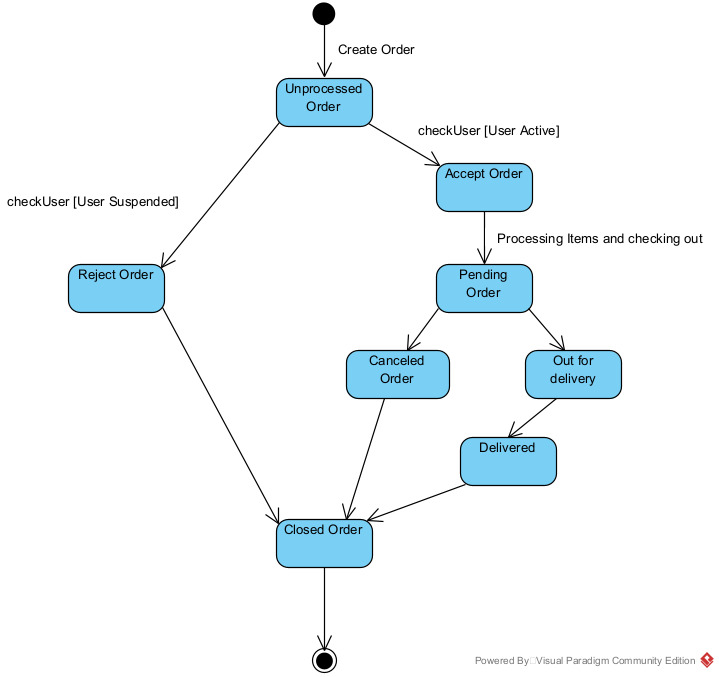 Create Order
Unprocessed
Order
checkUser [User Active]
Accept Order
checkUser [User Suspended]
Processing Items and checking out
Reject Order
Pending
Order
Canceled
Order
Out for
delivery
Delivered
Closed Order
Powered By Visual Paradigm Community Edition